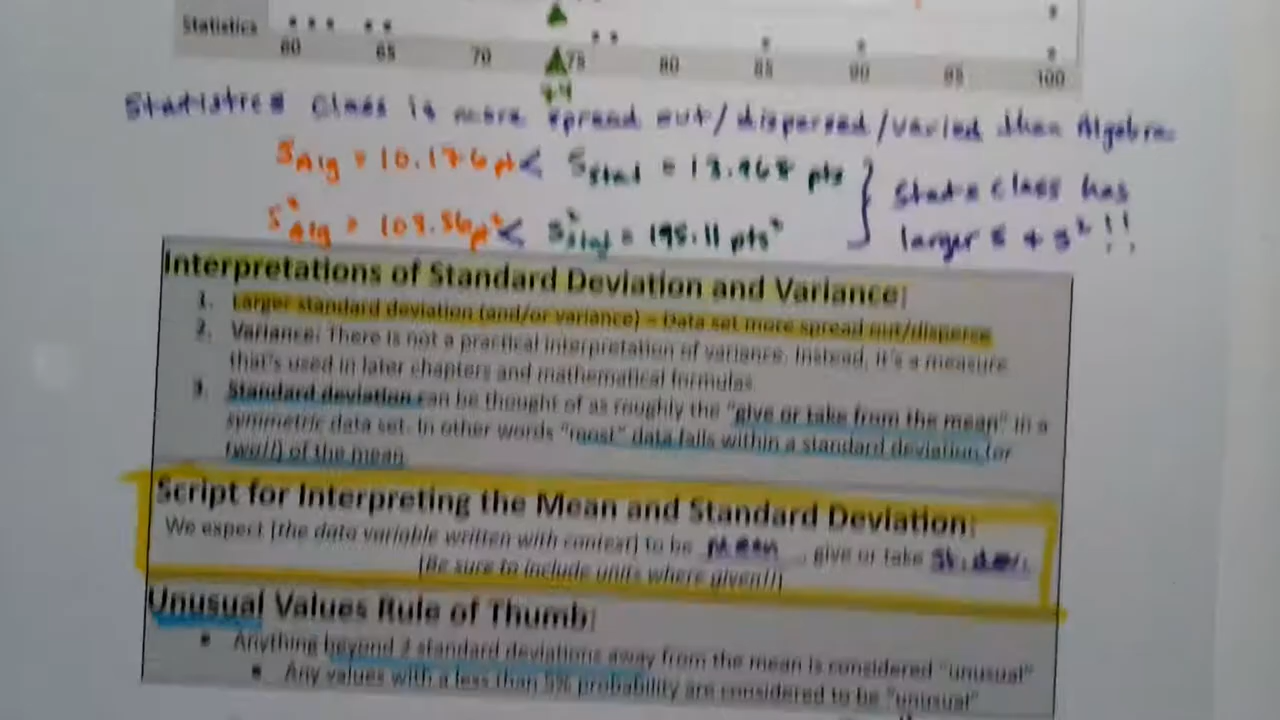 Statistics
60 65 70 75 80 85 90 95 100
Statistics class is more spread out/dispersed/varied than Algebra
S Alg = 10.176 pt < S Stat = 13.968 pts
S² Alg = pt² < S² Stat = 195.11 pts²
Stats class has
larger s + s²!!
Interpretations of Standard Deviation and Variance:
1. Larger standard deviation (and/or variance) = Data set more spread out/disperse
2. Variance: There is not a practical interpretation of variance. Instead, it's a measure
that's used in later chapters and mathematical formulas
3. Standard deviation can be thought of as roughly the "give or take from the mean" in a
symmetric data set. In other words "most" data falls within a standard deviation (or
two!!) of the mean.
Script for Interpreting the Mean and Standard Deviation:
We expect [the data variable written with context] to be mean, give or take St. dev.
[Be sure to include units where given!!]
Unusual Values Rule of Thumb:
• Anything beyond 2 standard deviations away from the mean is considered "unusual"
▪ Any values with a less than 5% probability are considered to be "unusual"